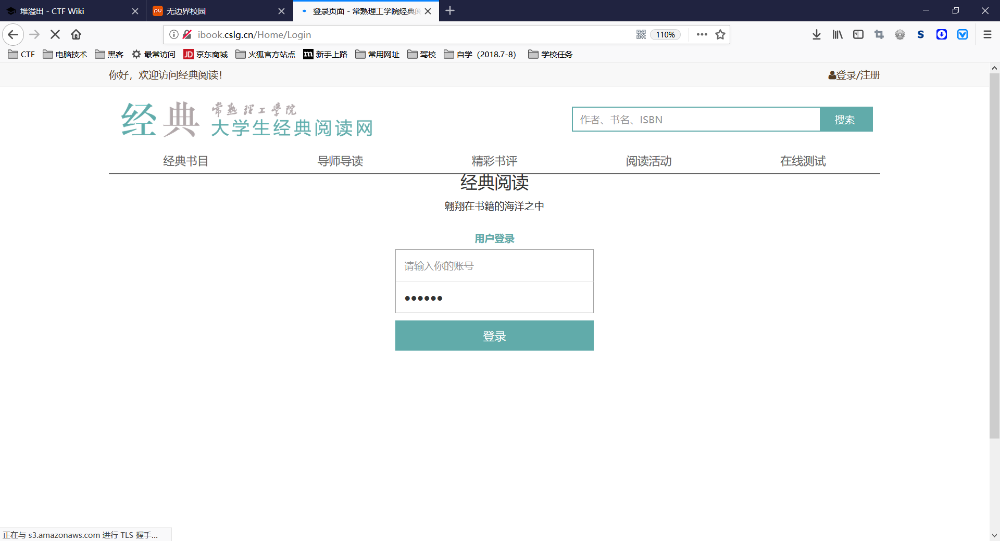 堆溢出 - CTF Wiki
无边界校园
登录页面 - 常熟理工学院经典阅
ibook.cslg.cn/Home/Login
110%
CTF
电脑技术
黑客
最常访问
JD 京东商城
火狐官方站点
m 新手上路
常用网址
驾校
自学（2018.7-8）
学校任务
你好，欢迎访问经典阅读！
登录/注册
经典
常熟理工学院
大学生经典阅读网
作者、书名、ISBN
搜索
经典书目
导师导读
精彩书评
阅读活动
在线测试
经典阅读
翱翔在书籍的海洋之中
用户登录
请输入你的账号
••••••
登录
正在与 s3.amazonaws.com 进行 TLS 握手...